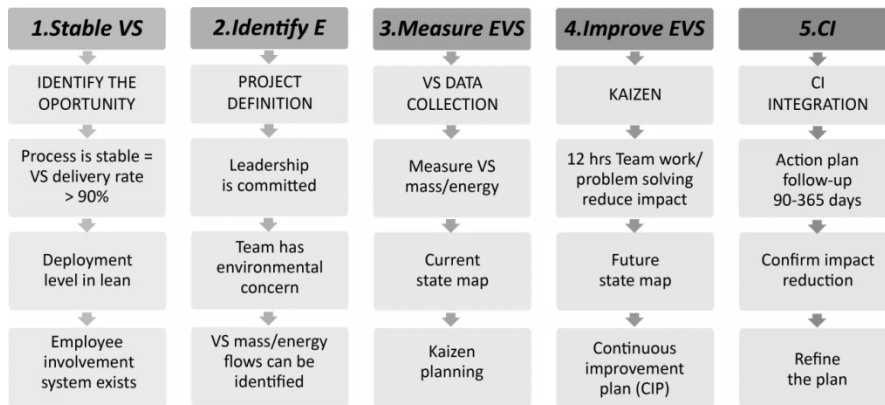 1.Stable VS
IDENTIFY THE
OPORTUNITY
Process is stable =
VS delivery rate
> 90%
Deployment
level in lean
Employee
involvement
system exists
2.Identify E
PROJECT
DEFINITION
Leadership
is committed
Team has
environmental
concern
VS mass/energy
flows can be
identified
3.Measure EVS
VS DATA
COLLECTION
Measure VS
mass/energy
Current
state map
Kaizen
planning
4.Improve EVS
KAIZEN
12 hrs Team work/
problem solving
reduce impact
Future
state map
Continuous
improvement
plan (CIP)
5.CI
CI
INTEGRATION
Action plan
follow-up
90-365 days
Confirm impact
reduction
Refine
the plan